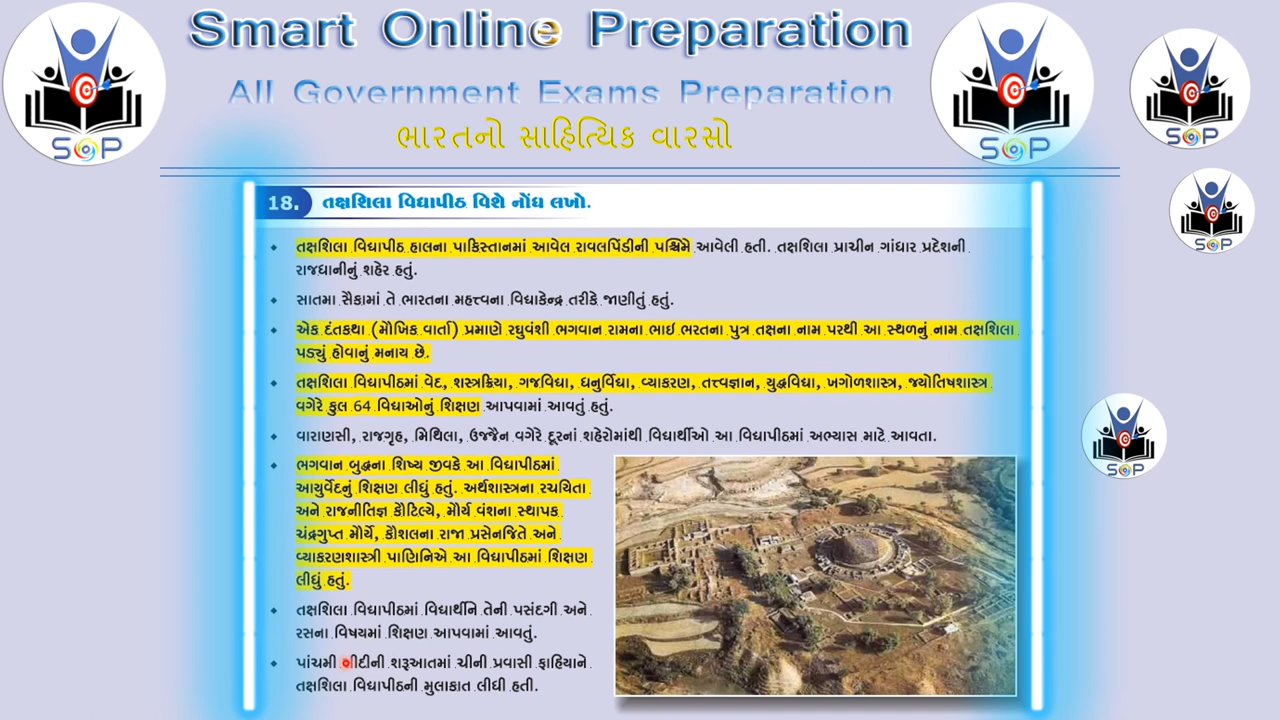 Smart Online Preparation
All Government Exams Preparation
ભારતનો સાહિત્યિક વારસો
SOP
SOP
SOP
SOP
SOP
18. તક્ષશિલા વિદ્યાપીઠ વિશે નોંધ લખો.
તક્ષશિલા વિદ્યાપીઠ હાલના પાકિસ્તાનમાં આવેલ રાવલપિંડીની પશ્ચિમે આવેલી હતી. તક્ષશિલા પ્રાચીન ગાંધાર પ્રદેશની
રાજધાનીનું શહેર હતું.
સાતમા સૈકામાં તે ભારતના મહત્ત્વના વિદ્યાકેન્દ્ર તરીકે જાણીતું હતું.
એક દંતકથા (મૌખિક વાર્તા) પ્રમાણે રઘુવંશી ભગવાન રામના ભાઈ ભરતના પુત્ર તક્ષના નામ પરથી આ સ્થળનું નામ તક્ષશિલા
પડ્યું હોવાનું મનાય છે.
તક્ષશિલા વિદ્યાપીઠમાં વેદ, શસ્ત્રક્રિયા, ગજવિદ્યા, ધનુર્વિદ્યા, વ્યાકરણ, તત્ત્વજ્ઞાન, યુદ્ધવિદ્યા, ખગોળશાસ્ત્ર, જ્યોતિષશાસ્ત્ર
વગેરે કુલ 64 વિદ્યાઓનું શિક્ષણ આપવામાં આવતું હતું.
વારાણસી, રાજગૃહ, મિથિલા, ઉજ્જૈન વગેરે દૂરનાં શહેરોમાંથી વિદ્યાર્થીઓ આ વિદ્યાપીઠમાં અભ્યાસ માટે આવતા.
ભગવાન બુદ્ધના શિષ્ય જીવકે આ વિદ્યાપીઠમાં
આયુર્વેદનું શિક્ષણ લીધું હતું. અર્થશાસ્ત્રના રચયિતા
અને રાજનીતિજ્ઞ કૌટિલ્યે, મૌર્ય વંશના સ્થાપક
ચંદ્રગુપ્ત મૌર્યે, કૌશલના રાજા પ્રસેનજિતે અને
વ્યાકરણશાસ્ત્રી પાણિનિએ આ વિદ્યાપીઠમાં શિક્ષણ
લીધું હતું.
તક્ષશિલા વિદ્યાપીઠમાં વિદ્યાર્થીને તેની પસંદગી અને
રસના વિષયમાં શિક્ષણ આપવામાં આવતું.
પાંચમી સદીની શરૂઆતમાં ચીની પ્રવાસી ફાહિયાને
તક્ષશિલા વિદ્યાપીઠની મુલાકાત લીધી હતી.